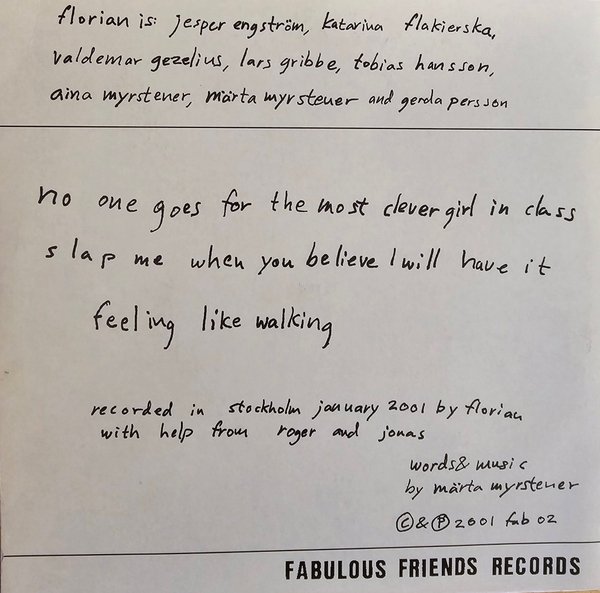 florian is: jesper engström, katarina flakierska,
valdemar gezelius, lars gribbe, tobias hansson,
aina myrstener, märta myrstener and gerda persson
no one goes for the most clever girl in class
slap me when you believe I will have it
feeling like walking
recorded in stockholm january 2001 by florian
with help from roger and jonas
words & music
by märta myrstener
© & ℗ 2001 fab 02
FABULOUS FRIENDS RECORDS